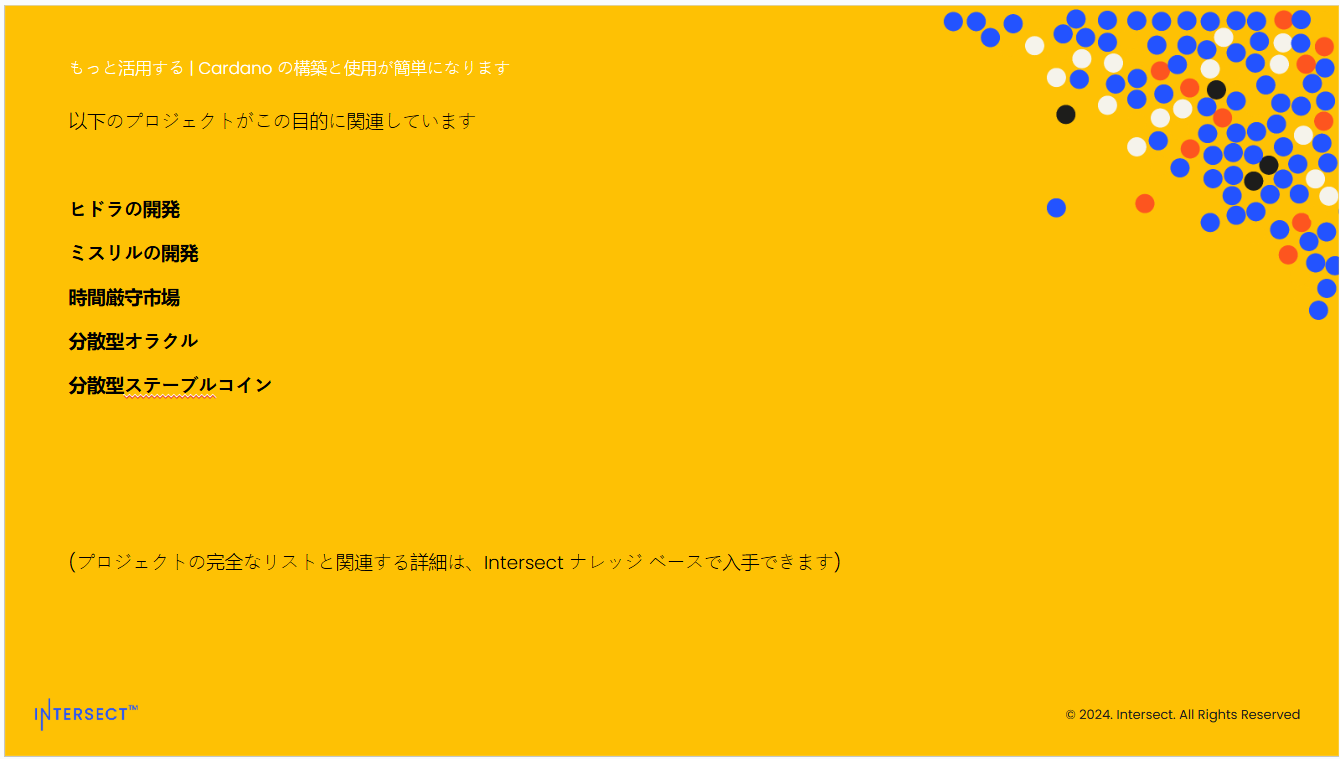 もっと活用する | Cardano の構築と使用が簡単になります
以下のプロジェクトがこの目的に関連しています
ヒドラの開発
ミスリルの開発
時間厳守市場
分散型オラクル
分散型ステーブルコイン
(プロジェクトの完全なリストと関連する詳細は、Intersect ナレッジ ベースで入手できます)
INTERSECT™
© 2024. Intersect. All Rights Reserved